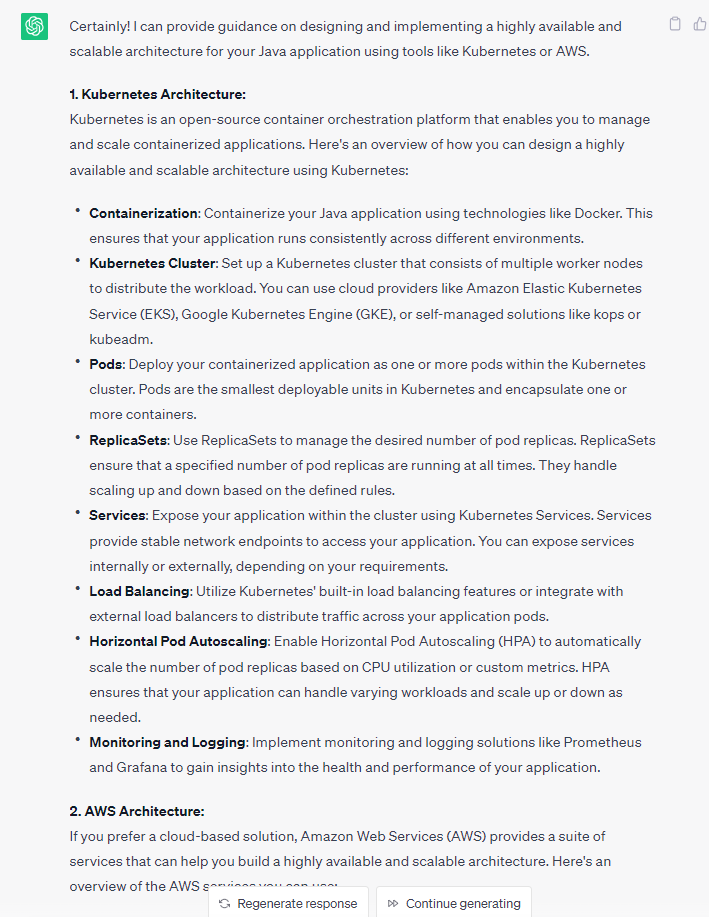 Certainly! I can provide guidance on designing and implementing a highly available and
scalable architecture for your Java application using tools like Kubernetes or AWS.
1. Kubernetes Architecture:
Kubernetes is an open-source container orchestration platform that enables you to manage
and scale containerized applications. Here's an overview of how you can design a highly
available and scalable architecture using Kubernetes:
• Containerization: Containerize your Java application using technologies like Docker. This
ensures that your application runs consistently across different environments.
• Kubernetes Cluster: Set up a Kubernetes cluster that consists of multiple worker nodes
to distribute the workload. You can use cloud providers like Amazon Elastic Kubernetes
Service (EKS), Google Kubernetes Engine (GKE), or self-managed solutions like kops or
kubeadm.
• Pods: Deploy your containerized application as one or more pods within the Kubernetes
cluster. Pods are the smallest deployable units in Kubernetes and encapsulate one or
more containers.
• ReplicaSets: Use ReplicaSets to manage the desired number of pod replicas. ReplicaSets
ensure that a specified number of pod replicas are running at all times. They handle
scaling up and down based on the defined rules.
• Services: Expose your application within the cluster using Kubernetes Services. Services
provide stable network endpoints to access your application. You can expose services
internally or externally, depending on your requirements.
• Load Balancing: Utilize Kubernetes' built-in load balancing features or integrate with
external load balancers to distribute traffic across your application pods.
• Horizontal Pod Autoscaling: Enable Horizontal Pod Autoscaling (HPA) to automatically
scale the number of pod replicas based on CPU utilization or custom metrics. HPA
ensures that your application can handle varying workloads and scale up or down as
needed.
• Monitoring and Logging: Implement monitoring and logging solutions like Prometheus
and Grafana to gain insights into the health and performance of your application.
2. AWS Architecture:
If you prefer a cloud-based solution, Amazon Web Services (AWS) provides a suite of
services that can help you build a highly available and scalable architecture. Here's an
overview of the AWS services you can use:
Regenerate response
Continue generating